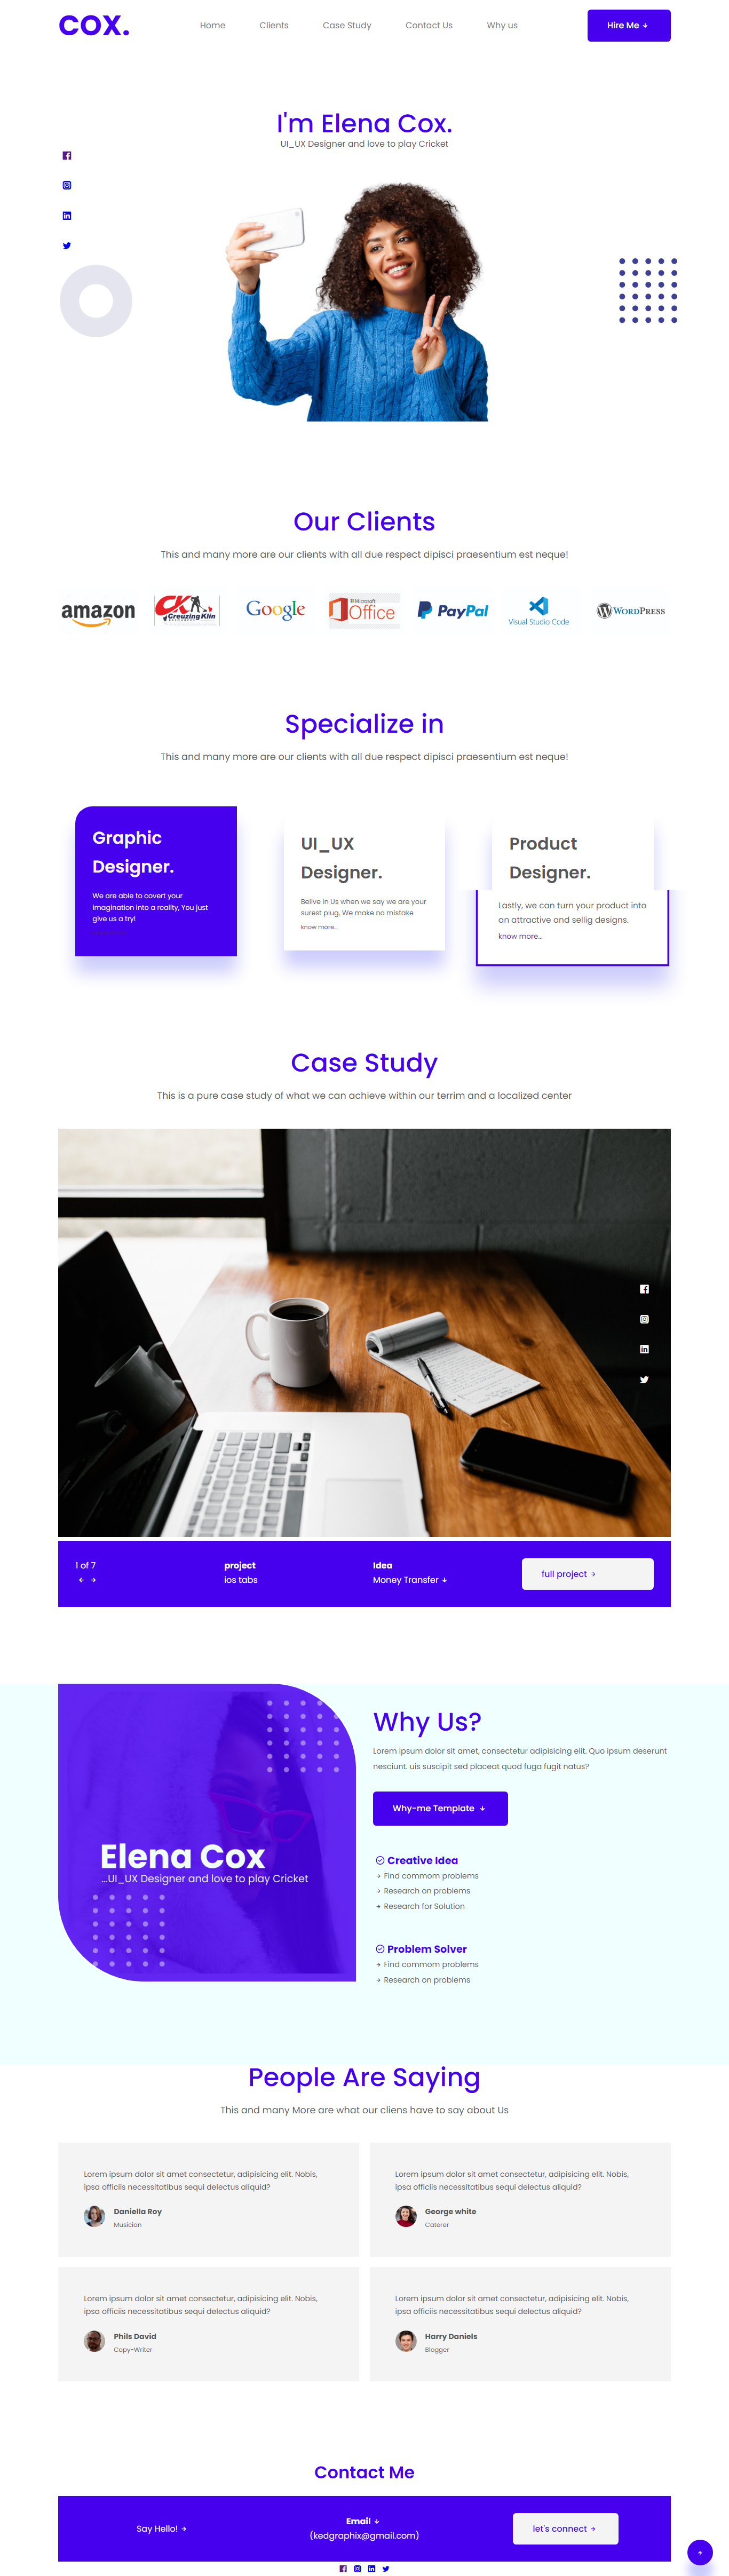 COX.
Home Clients Case Study Contact Us Why us
Hire Me ↓
I'm Elena Cox.
UI_UX Designer and love to play Cricket
Our Clients
This and many more are our clients with all due respect dipisci praesentium est neque!
amazon
CK
Creuzing Klin
Google
Microsoft
Office
PayPal
Visual Studio Code
WORDPRESS
Specialize in
This and many more are our clients with all due respect dipisci praesentium est neque!
Graphic
Designer.
We are able to covert your
imagination into a reality, You just
give us a try!
UI_UX
Designer.
Belive in Us when we say we are your
surest plug, We make no mistake
know more...
Product
Designer.
Lastly, we can turn your product into
an attractive and sellig designs.
know more...
Case Study
This is a pure case study of what we can achieve within our terrim and a localized center
1 of 7
← →
project
ios tabs
Idea
Money Transfer ↓
full project →
Elena Cox
...UI_UX Designer and love to play Cricket
Why Us?
Lorem ipsum dolor sit amet, consectetur adipisicing elit. Quo ipsum deserunt
nesciunt. uis suscipit sed placeat quod fuga fugit natus?
Why-me Template ↓
Creative Idea
→ Find commom problems
→ Research on problems
→ Research for Solution
Problem Solver
→ Find commom problems
→ Research on problems
People Are Saying
This and many More are what our cliens have to say about Us
Lorem ipsum dolor sit amet consectetur, adipisicing elit. Nobis,
ipsa officiis necessitatibus sequi delectus aliquid?
Daniella Roy
Musician
Lorem ipsum dolor sit amet consectetur, adipisicing elit. Nobis,
ipsa officiis necessitatibus sequi delectus aliquid?
George white
Caterer
Lorem ipsum dolor sit amet consectetur, adipisicing elit. Nobis,
ipsa officiis necessitatibus sequi delectus aliquid?
Phils David
Copy-Writer
Lorem ipsum dolor sit amet consectetur, adipisicing elit. Nobis,
ipsa officiis necessitatibus sequi delectus aliquid?
Harry Daniels
Blogger
Contact Me
Say Hello! →
Email ↓
(kedgraphix@gmail.com)
let's connect →